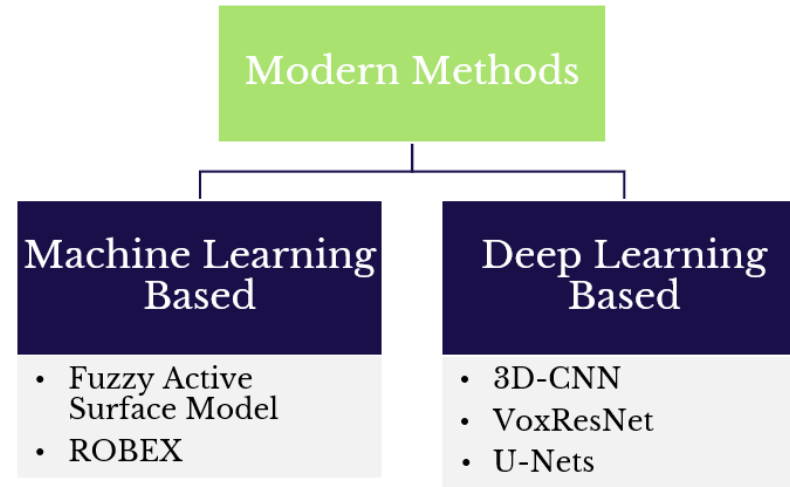 Modern Methods
Machine Learning
Based
• Fuzzy Active
Surface Model
• ROBEX
Deep Learning
Based
• 3D-CNN
• VoxResNet
• U-Nets